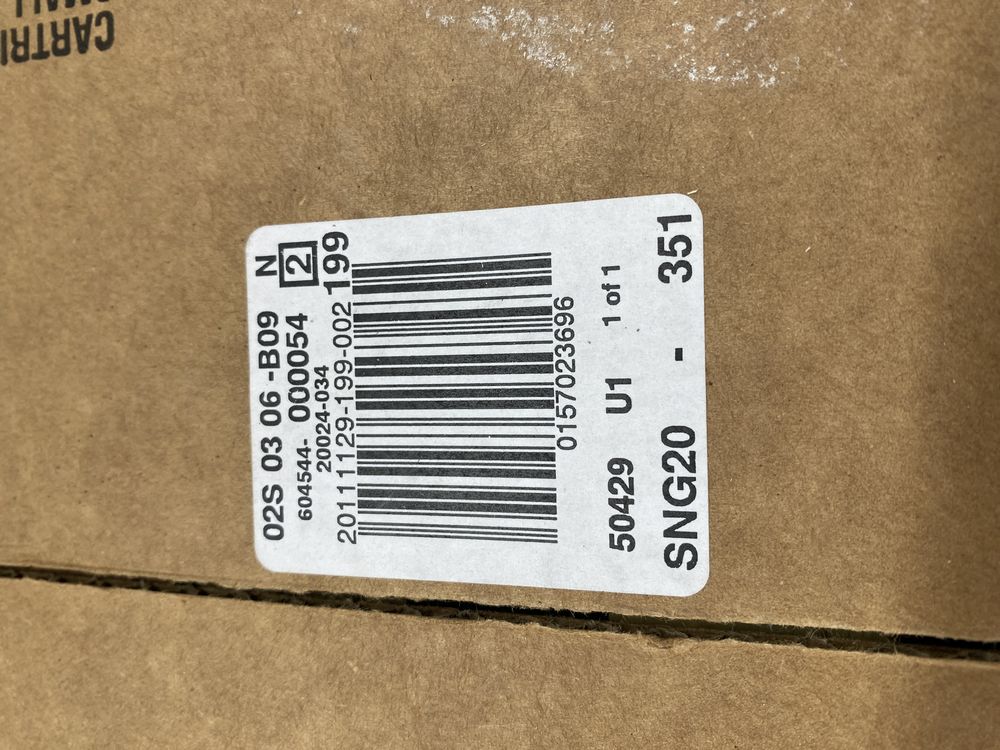 SMALL
CARTRI
02S 03 06 -B09 N
604544- 000054 2
20024-034
20111129-199-002 199
0157023696
50429 U1 1 of 1
SNG20 - 351